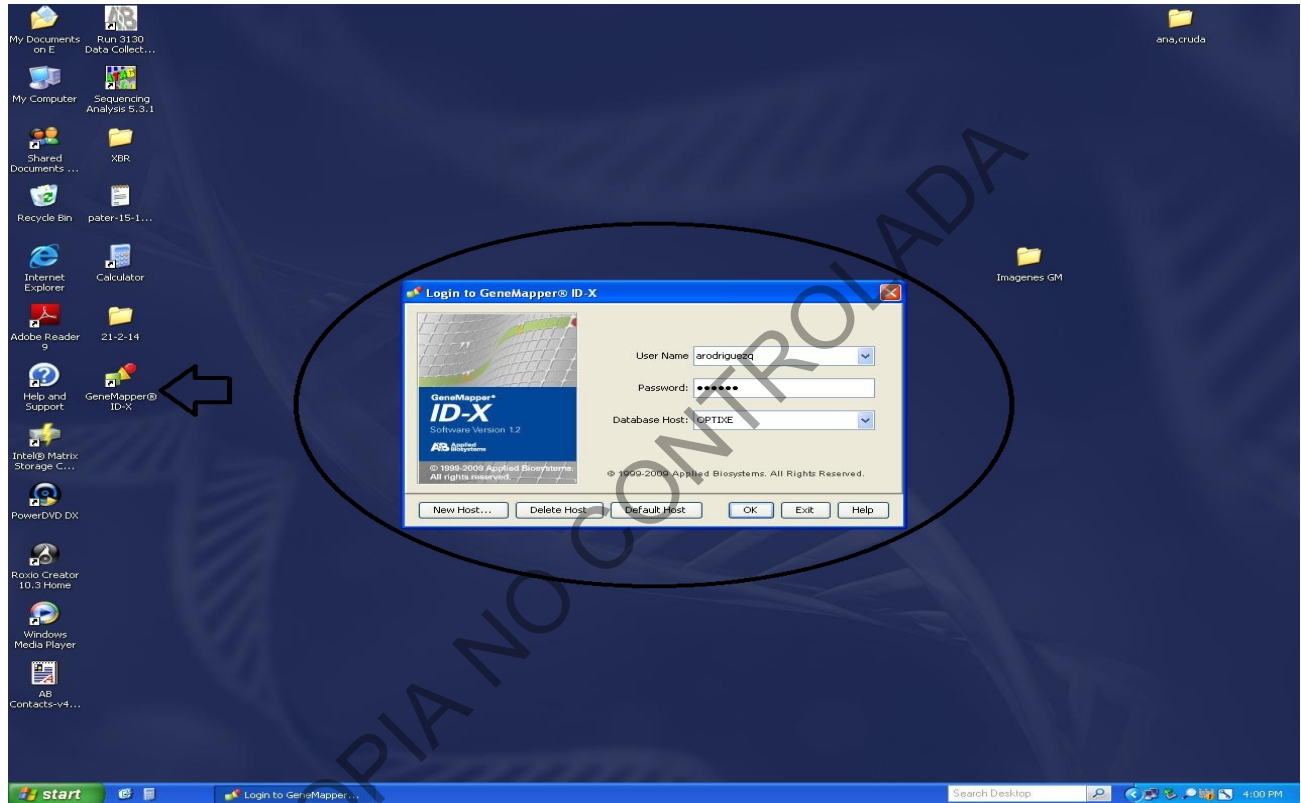 My Documents
on E
Run 3130
Data Collect...
ana,cruda
My Computer
Sequencing
Analysis 5.3.1
Shared
Documents ...
XBR
Recycle Bin
pater-15-1...
Internet
Explorer
Calculator
Imagenes GM
Adobe Reader
9
21-2-14
Help and
Support
GeneMapper®
ID-X
Intel® Matrix
Storage C...
PowerDVD DX
Roxio Creator
10.3 Home
Windows
Media Player
AB
Contacts-v4...
Login to GeneMapper® ID-X
GeneMapper®
ID-X
Software Version 1.2
AB Applied
Biosystems
© 1999-2009 Applied Biosystems.
All rights reserved.
User Name arodriguezq
Password: ••••••
Database Host: OPTIXE
© 1999-2009 Applied Biosystems. All Rights Reserved.
New Host... Delete Host Default Host OK Exit Help
COPIA NO CONTROLADA
start
Login to GeneMapper...
Search Desktop
4:00 PM